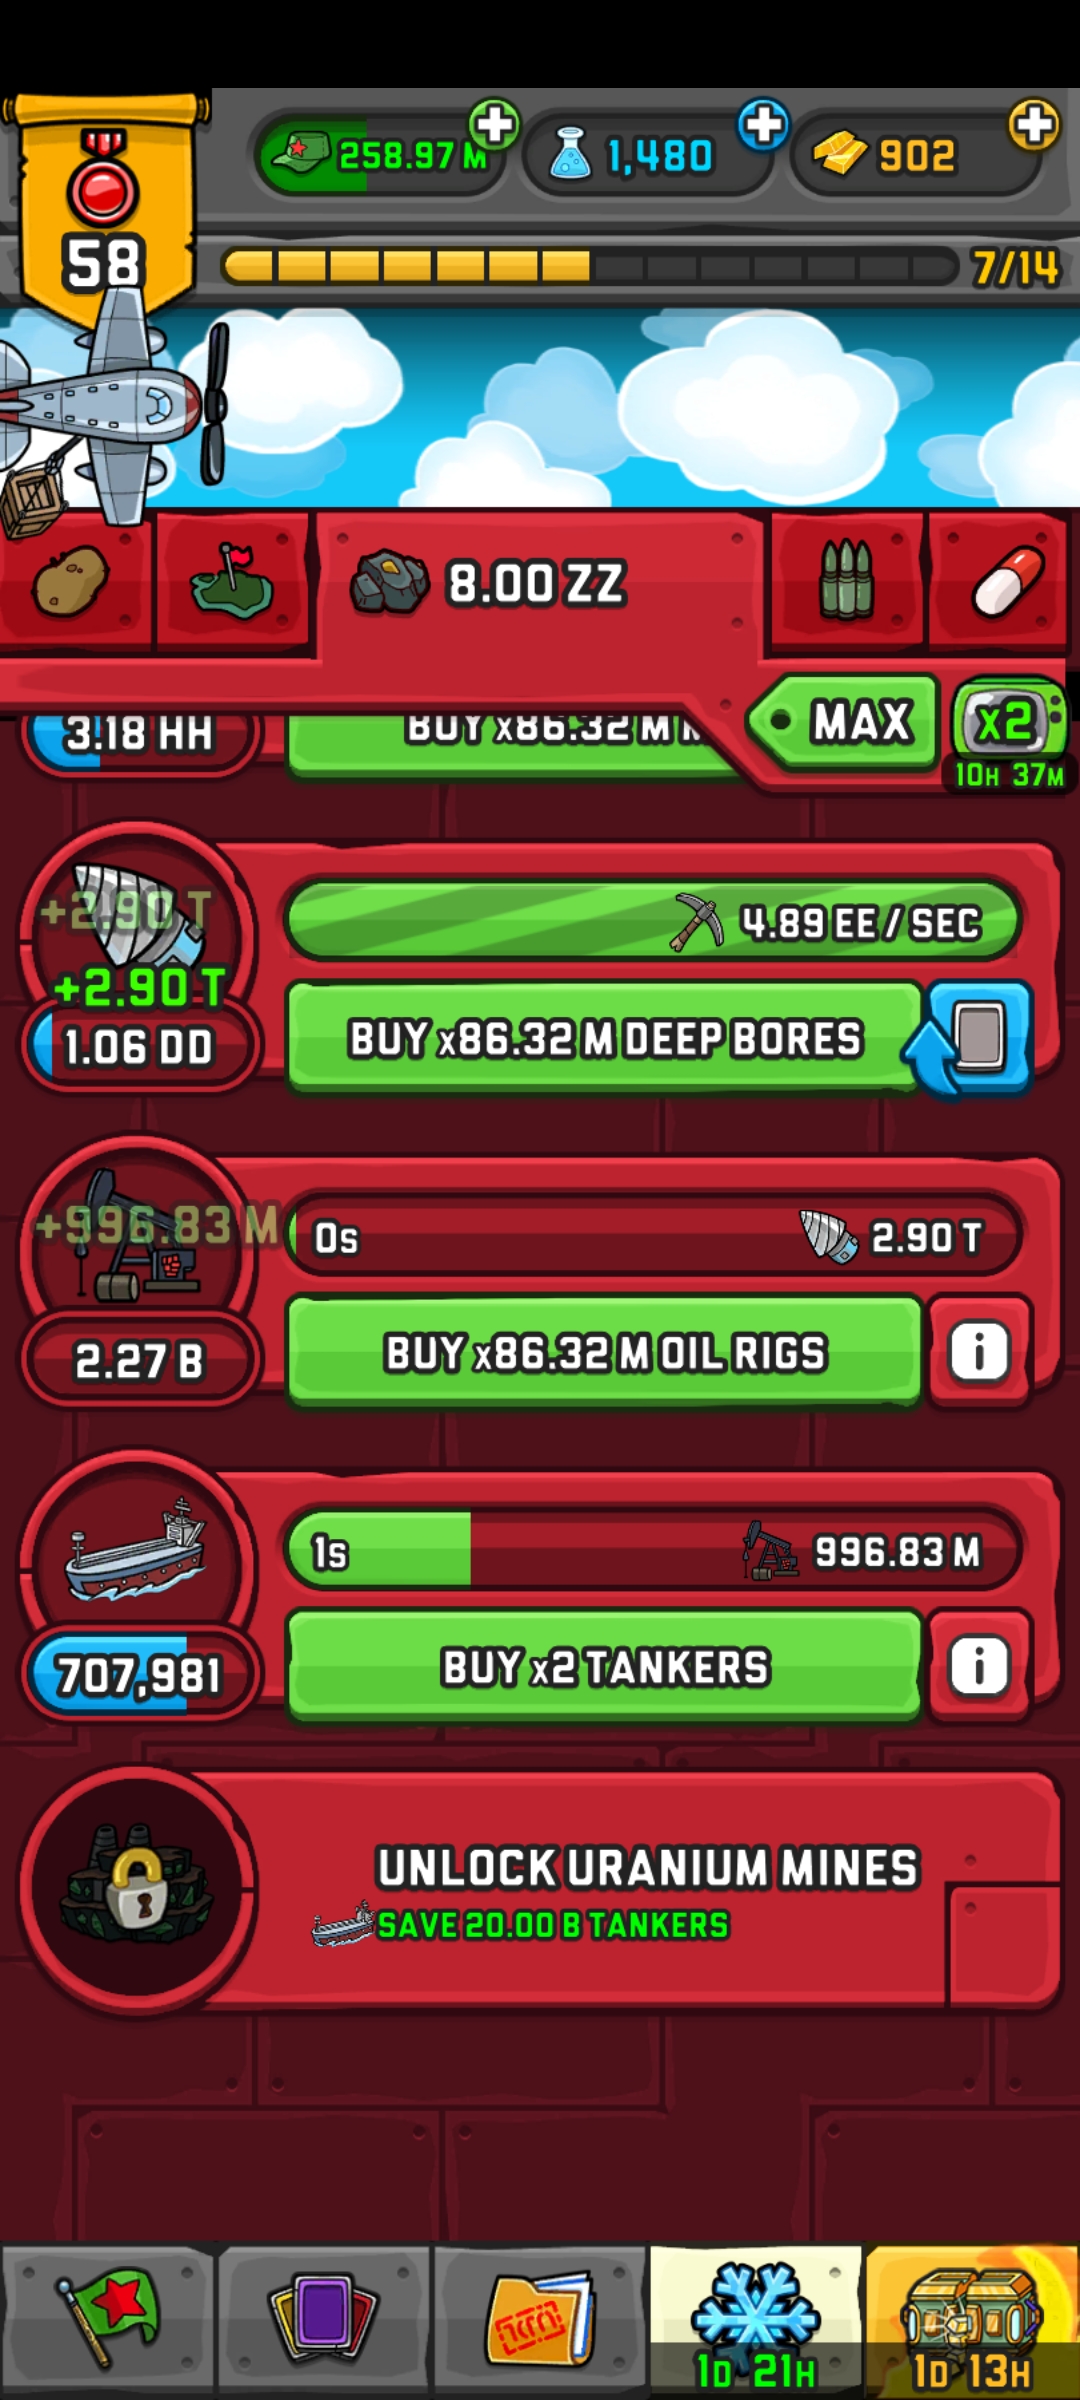 258.97 M
1,480
902
58
7/14
8.00 ZZ
MAX
x2
10H 37M
3.18 HH
BUY x86.32 M
+2.90 T
4.89 EE / SEC
+2.90 T
1.06 DD
BUY x86.32 M DEEP BORES
+996.83 M
0s
2.90 T
2.27 B
BUY x86.32 M OIL RIGS
i
1s
996.83 M
707,981
BUY x2 TANKERS
i
UNLOCK URANIUM MINES
SAVE 20.00 B TANKERS
1D 21H
1D 13H